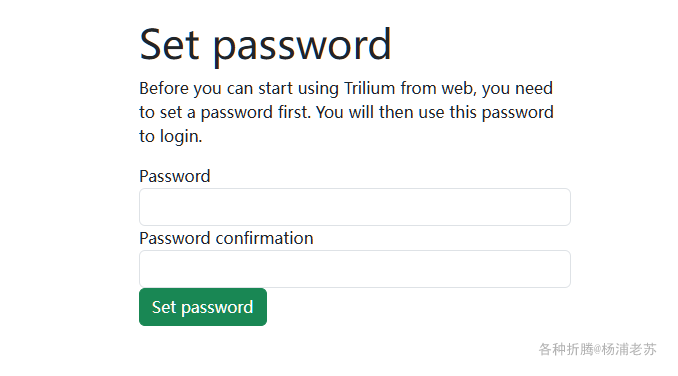 Set password
Before you can start using Trilium from web, you need
to set a password first. You will then use this password
to login.
Password
Password confirmation
Set password
各种折腾@杨浦老苏